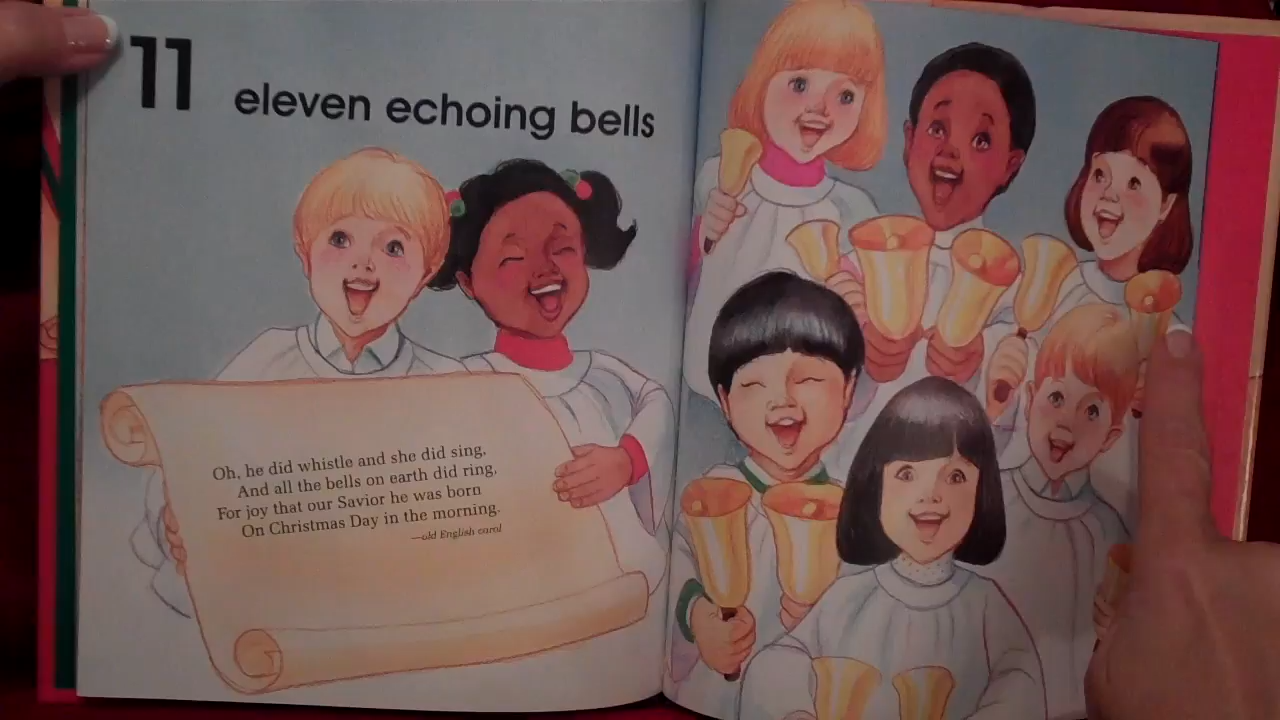 11
eleven echoing bells
Oh, he did whistle and she did sing,
And all the bells on earth did ring,
For joy that our Savior he was born
On Christmas Day in the morning.
—old English carol